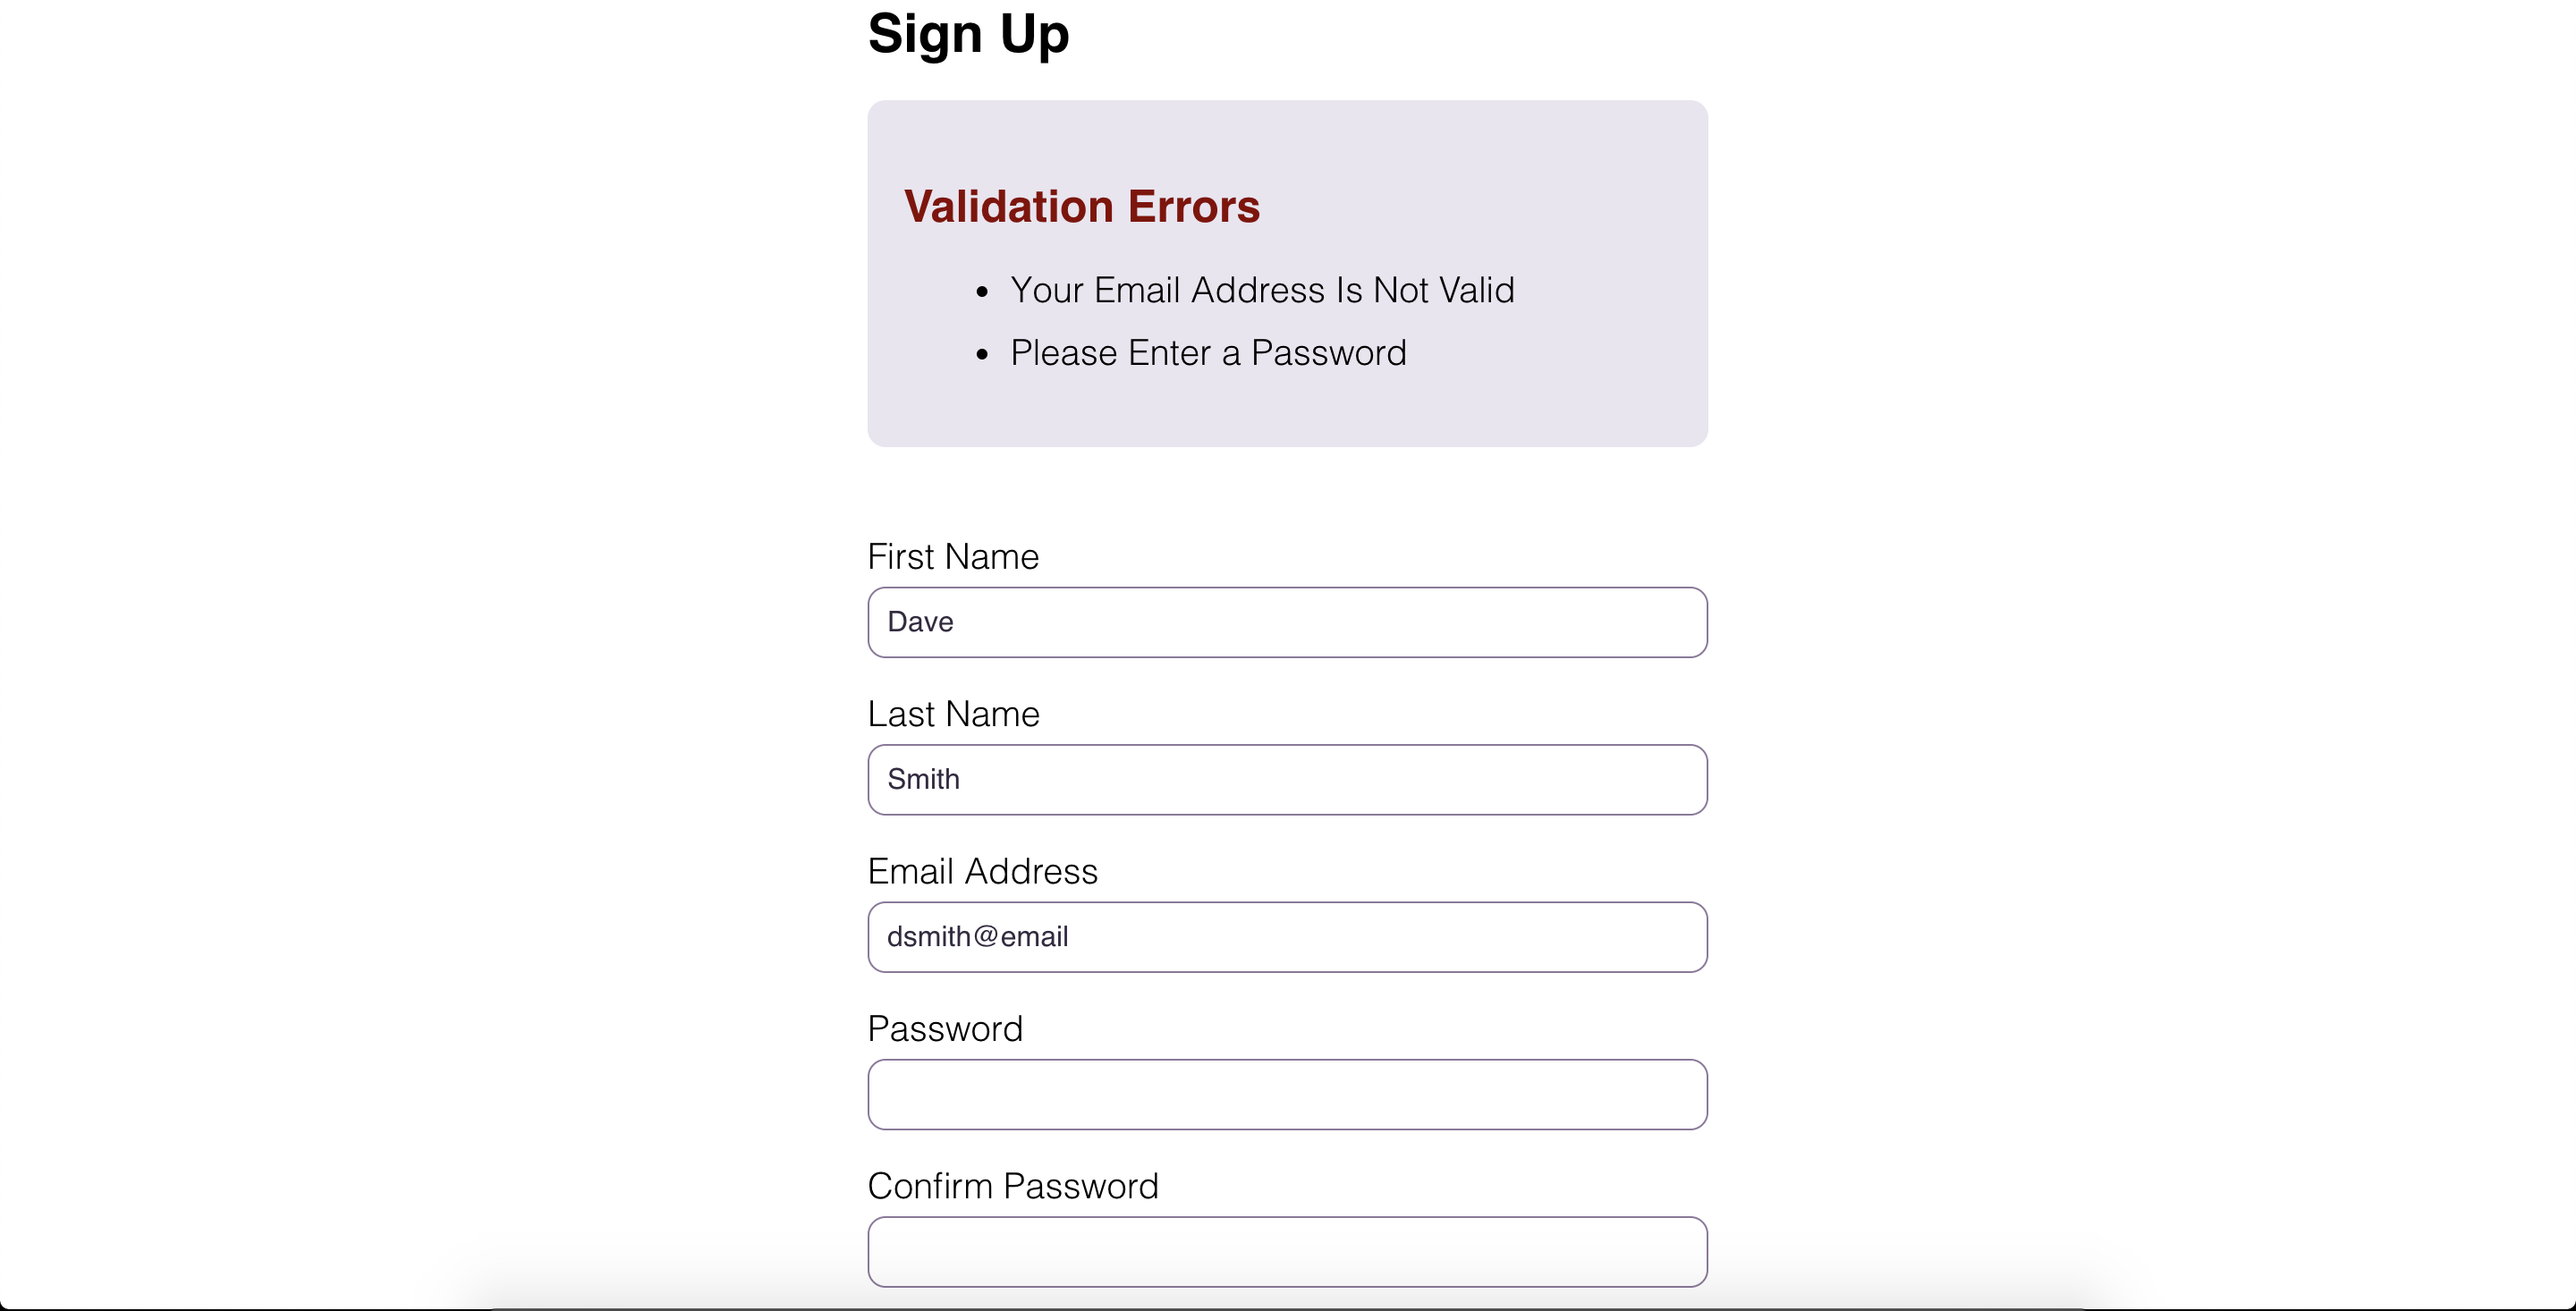 Sign Up
Validation Errors
• Your Email Address Is Not Valid
• Please Enter a Password
First Name
Dave
Last Name
Smith
Email Address
dsmith@email
Password
Confirm Password